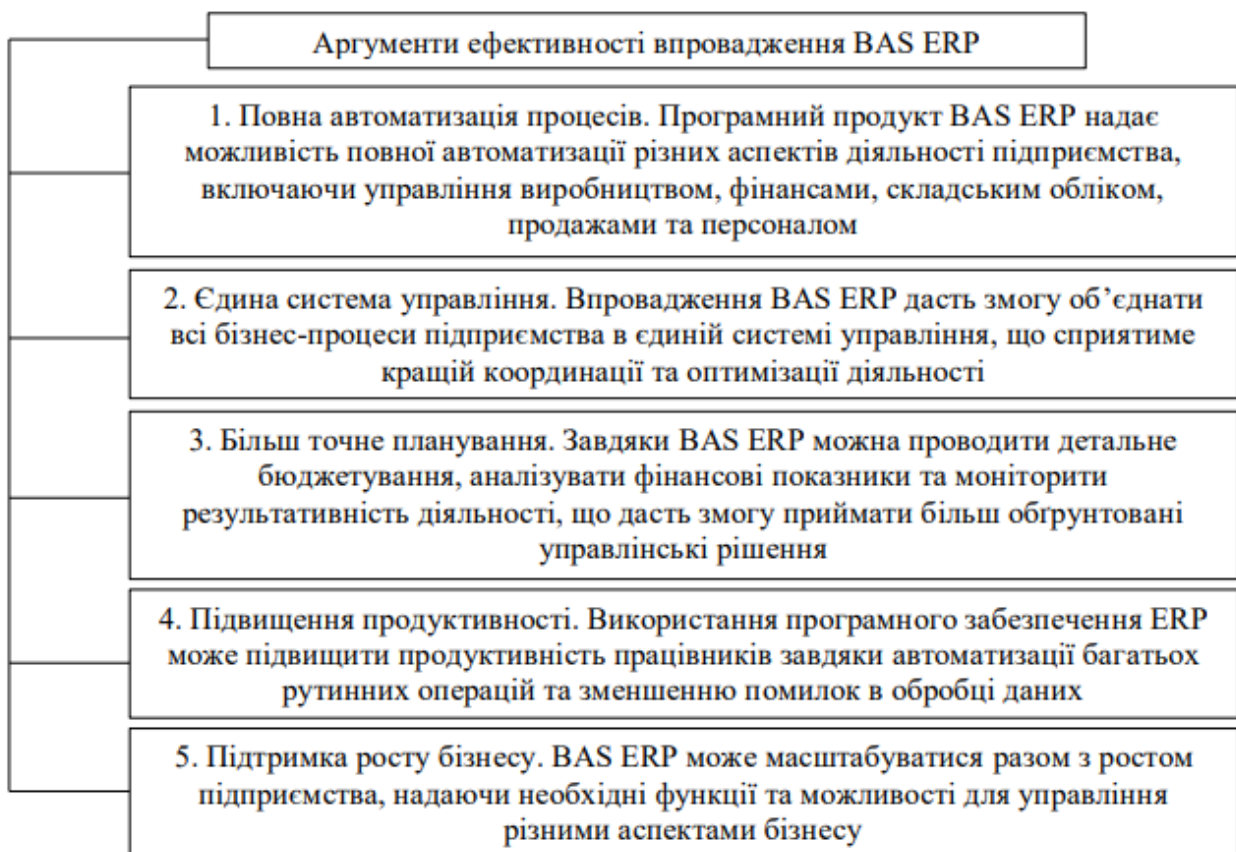 Аргументи ефективності впровадження BAS ERP
1. Повна автоматизація процесів. Програмний продукт BAS ERP надає
можливість повної автоматизації різних аспектів діяльності підприємства,
включаючи управління виробництвом, фінансами, складським обліком,
продажами та персоналом
2. Єдина система управління. Впровадження BAS ERP дасть змогу об’єднати
всі бізнес-процеси підприємства в єдиній системі управління, що сприятиме
кращій координації та оптимізації діяльності
3. Більш точне планування. Завдяки BAS ERP можна проводити детальне
бюджетування, аналізувати фінансові показники та моніторити
результативність діяльності, що дасть змогу приймати більш обґрунтовані
управлінські рішення
4. Підвищення продуктивності. Використання програмного забезпечення ERP
може підвищити продуктивність працівників завдяки автоматизації багатьох
рутинних операцій та зменшенню помилок в обробці даних
5. Підтримка росту бізнесу. BAS ERP може масштабуватися разом з ростом
підприємства, надаючи необхідні функції та можливості для управління
різними аспектами бізнесу